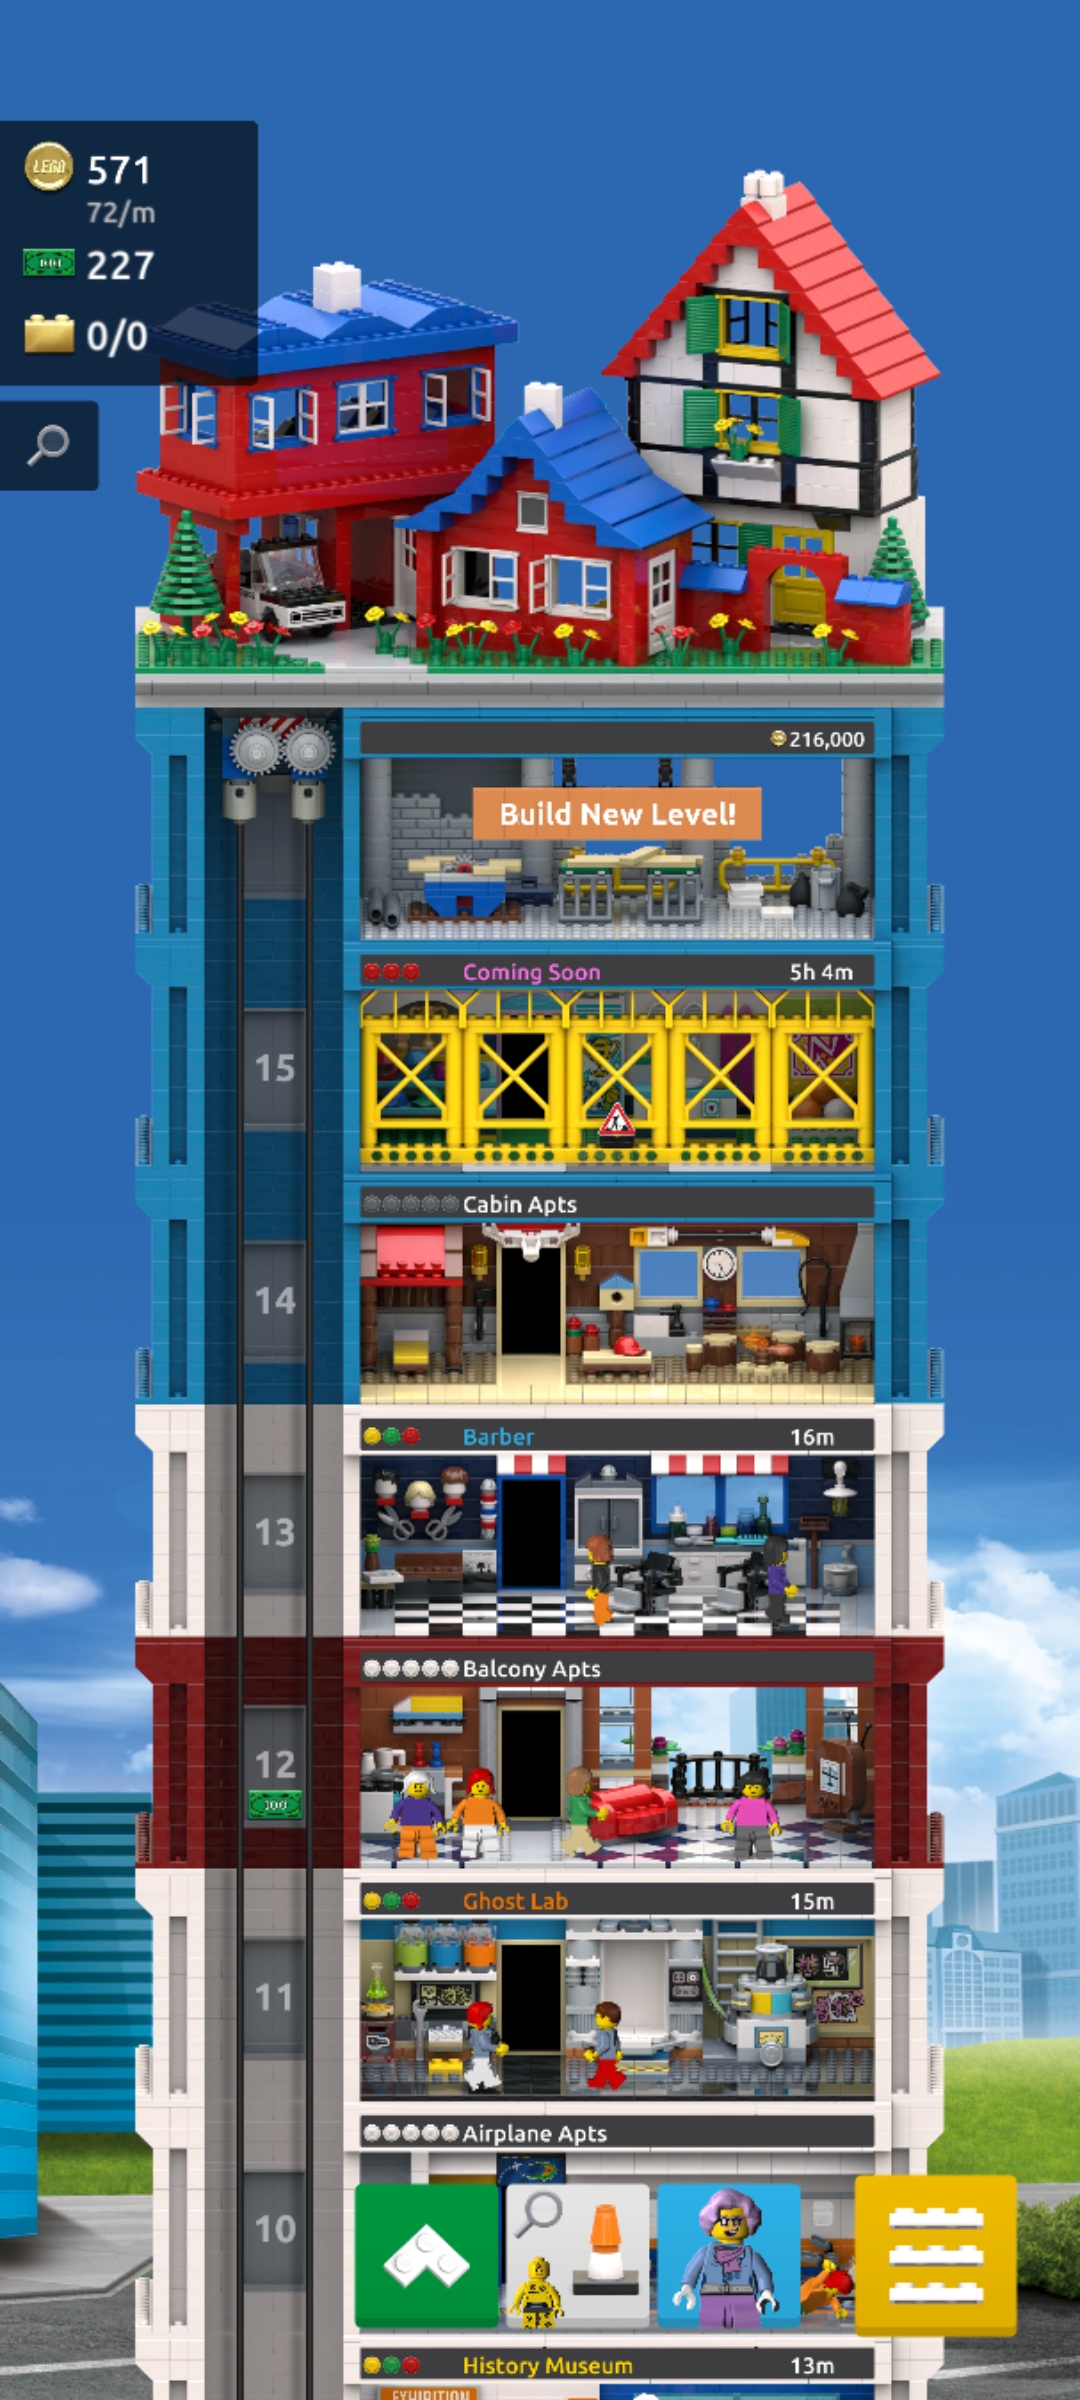 LEGO 571
72/m
227
0/0
216,000
Build New Level!
Coming Soon 5h 4m
15
Cabin Apts
14
Barber 16m
13
Balcony Apts
12
100
Ghost Lab 15m
11
Airplane Apts
10
History Museum 13m
EXHIBITION